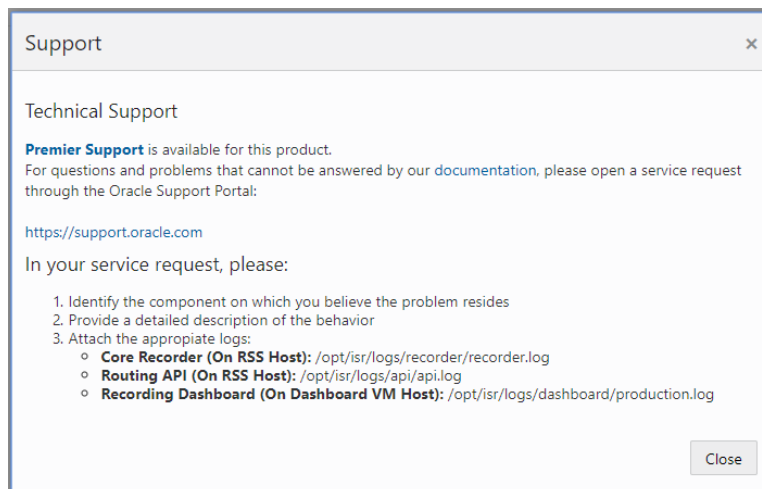 Support
×
Technical Support
Premier Support is available for this product.
For questions and problems that cannot be answered by our documentation, please open a service request
through the Oracle Support Portal:
https://support.oracle.com
In your service request, please:
1. Identify the component on which you believe the problem resides
2. Provide a detailed description of the behavior
3. Attach the appropiate logs:
Core Recorder (On RSS Host): /opt/isr/logs/recorder/recorder.log
Routing API (On RSS Host): /opt/isr/logs/api/api.log
Recording Dashboard (On Dashboard VM Host): /opt/isr/logs/dashboard/production.log
Close